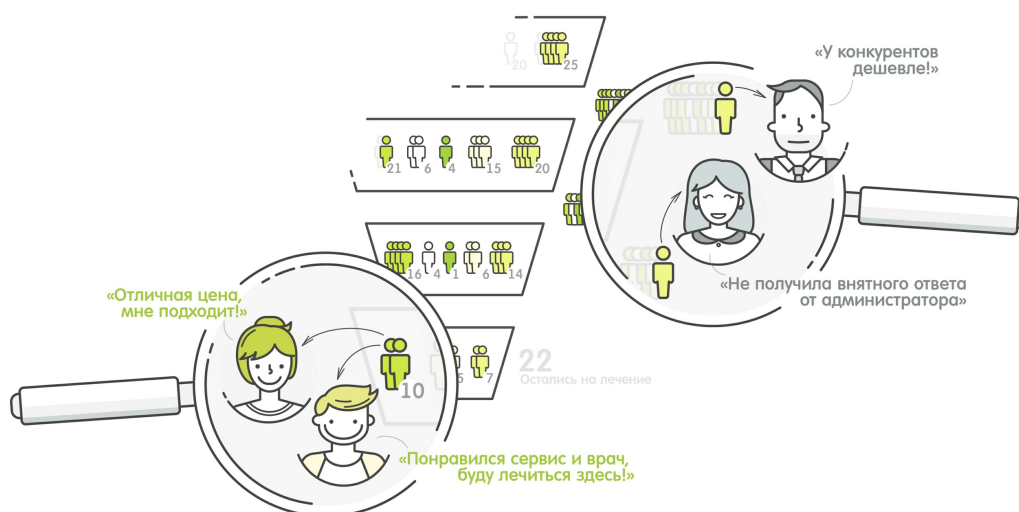 20
25
«У конкурентов
дешевле!»
21
6
4
15
20
16
4
1
6
14
«Не получила внятного ответа
от администратора»
«Отличная цена,
мне подходит!»
10
5
7
22
Остались на лечение
«Понравился сервис и врач,
буду лечиться здесь!»